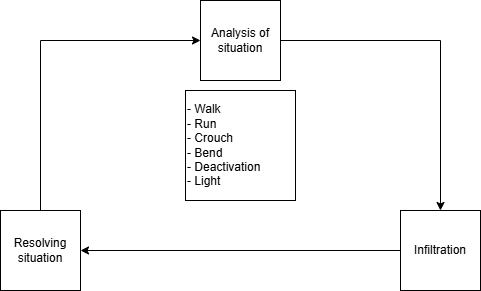 Analysis of
situation
- Walk
- Run
- Crouch
- Bend
- Deactivation
- Light
Resolving
situation
Infiltration